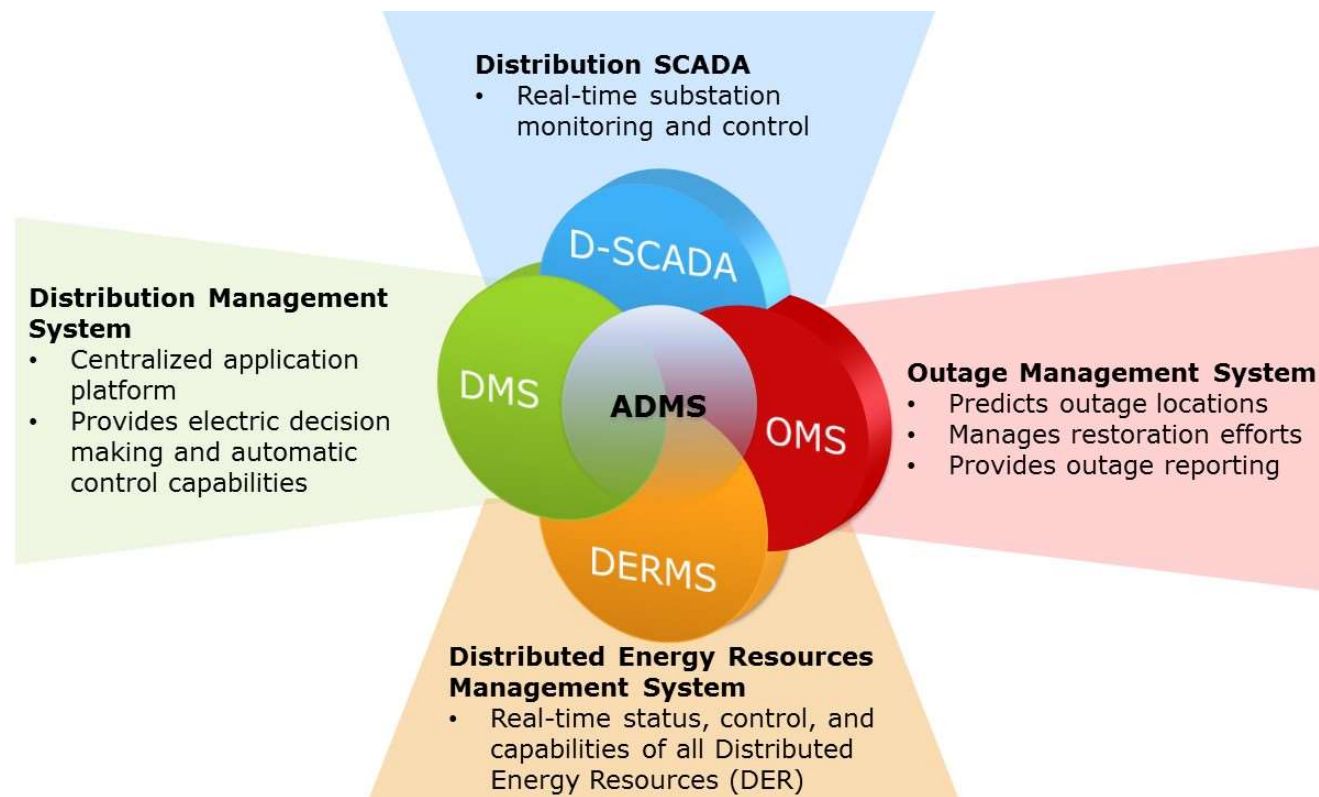 Distribution SCADA
• Real-time substation
monitoring and control
D-SCADA
Distribution Management
System
• Centralized application
platform
• Provides electric decision
making and automatic
control capabilities
DMS
ADMS
OMS
Outage Management System
• Predicts outage locations
• Manages restoration efforts
• Provides outage reporting
DERMS
Distributed Energy Resources
Management System
• Real-time status, control, and
capabilities of all Distributed
Energy Resources (DER)